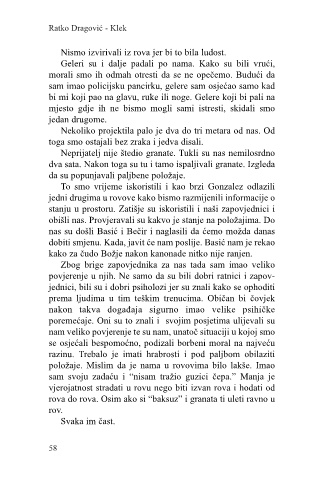 Ratko Dragović - Klek
Nismo izvirivali iz rova jer bi to bila ludost.
Geleri su i dalje padali po nama. Kako su bili vrući,
morali smo ih odmah otresti da se ne opečemo. Budući da
sam imao policijsku pancirku, gelere sam osjećao samo kad
bi mi koji pao na glavu, ruke ili noge. Gelere koji bi pali na
mjesto gdje ih ne bismo mogli sami istresti, skidali smo
jedan drugome.
Nekoliko projektila palo je dva do tri metara od nas. Od
toga smo ostajali bez zraka i jedva disali.
Neprijatelj nije štedio granate. Tukli su nas nemilosrdno
dva sata. Nakon toga su tu i tamo ispaljivali granate. Izgleda
da su popunjavali paljbene položaje.
To smo vrijeme iskoristili i kao brzi Gonzalez odlazili
jedni drugima u rovove kako bismo razmijenili informacije o
stanju u prostoru. Zatišje su iskoristili i naši zapovjednici i
obišli nas. Provjeravali su kakvo je stanje na položajima. Do
nas su došli Basić i Bečir i naglasili da ćemo možda danas
dobiti smjenu. Kada, javit će nam poslije. Basić nam je rekao
kako za čudo Božje nakon kanonade nitko nije ranjen.
Zbog brige zapovjednika za nas tada sam imao veliko
povjerenje u njih. Ne samo da su bili dobri ratnici i zapov-
jednici, bili su i dobri psiholozi jer su znali kako se ophoditi
prema ljudima u tim teškim trenucima. Običan bi čovjek
nakon takva događaja sigurno imao velike psihičke
poremećaje. Oni su to znali i  svojim posjetima ulijevali su
nam veliko povjerenje te su nam, unatoč situaciji u kojoj smo
se osjećali bespomoćno, podizali borbeni moral na najveću
razinu. Trebalo je imati hrabrosti i pod paljbom obilaziti
položaje. Mislim da je nama u rovovima bilo lakše. Imao
sam svoju zadaću i “nisam tražio guzici čepa.” Manja je
vjerojatnost stradati u rovu nego biti izvan rova i hodati od
rova do rova. Osim ako si “baksuz” i granata ti uleti ravno u
rov.
Svaka im čast.
58